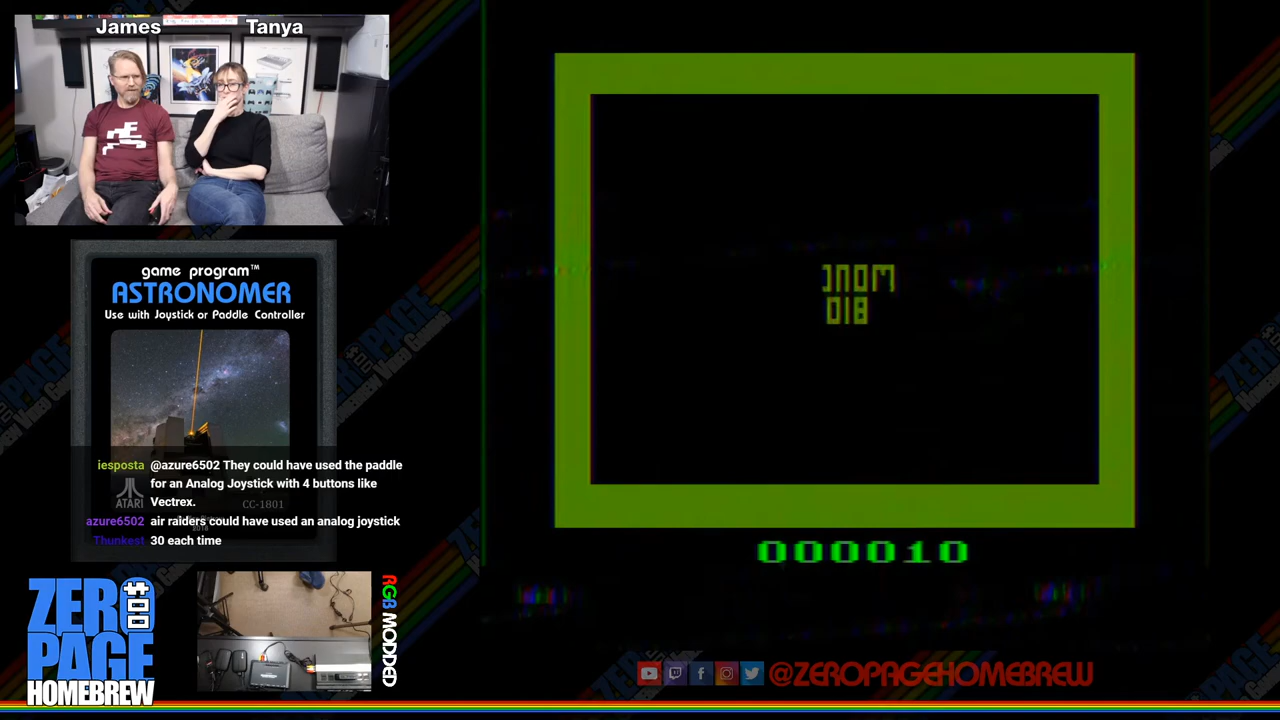 James
Tanya
game program™
ASTRONOMER
Use with Joystick or Paddle Controller
iesposta @azure6502 They could have used the paddle
for an Analog Joystick with 4 buttons like
Vectrex.
ATARI
CC-1801
azure6502 air raiders could have used an analog joystick
Thunkest 30 each time
ZERO
PAGE
HOMEBREW
RGB MODDED
018
000010
@ZEROPAGEHOMEBREW